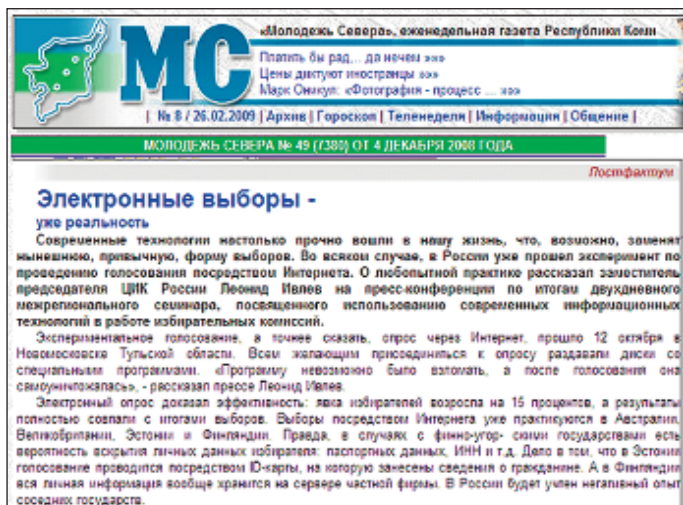 МС
«Молодежь Севера», еженедельная газета Республики Коми
Платить бы рад... да нечем »»»
Цены диктуют иностранцы »»»
Марк Оникул: «Фотография - процесс ... »»»
| № 8 / 26.02.2009 | Архив | Гороскоп | Теленеделя | Информация | Общение |
МОЛОДЕЖЬ СЕВЕРА № 49 (7380) ОТ 4 ДЕКАБРЯ 2008 ГОДА
Постфактум
Электронные выборы -
уже реальность
Современные технологии настолько прочно вошли в нашу жизнь, что, возможно, заменят
нынешнюю, привычную, форму выборов. Во всяком случае, в России уже прошел эксперимент по
проведению голосования посредством Интернета. О любопытной практике рассказал заместитель
председателя ЦИК России Леонид Ивлев на пресс-конференции по итогам двухдневного
межрегионального семинара, посвященного использованию современных информационных
технологий в работе избирательных комиссий.
Экспериментальное голосование, а точнее сказать, опрос через Интернет, прошло 12 октября в
Новомосковске Тульской области. Всем желающим присоединиться к опросу раздавали диски со
специальными программами. «Программу невозможно было взломать, а после голосования она
самоуничтожалась», - рассказал прессе Леонид Ивлев.
Электронный опрос доказал эффективность: явка избирателей возросла на 15 процентов, а результаты
полностью совпали с итогами выборов. Выборы посредством Интернета уже практикуются в Австралии,
Великобритании, Эстонии и Финляндии. Правда, в случаях с финно-угор- скими государствами есть
вероятность вскрытия личных данных избирателя: паспортных данных, ИНН и т.д. Дело в том, что в Эстонии
голосование проводится посредством ID-карты, на которую занесены сведения о гражданине. А в Финляндии
вся личная информация вообще хранится на сервере частной фирмы. В России будет учтен негативный опыт
соседних государств.